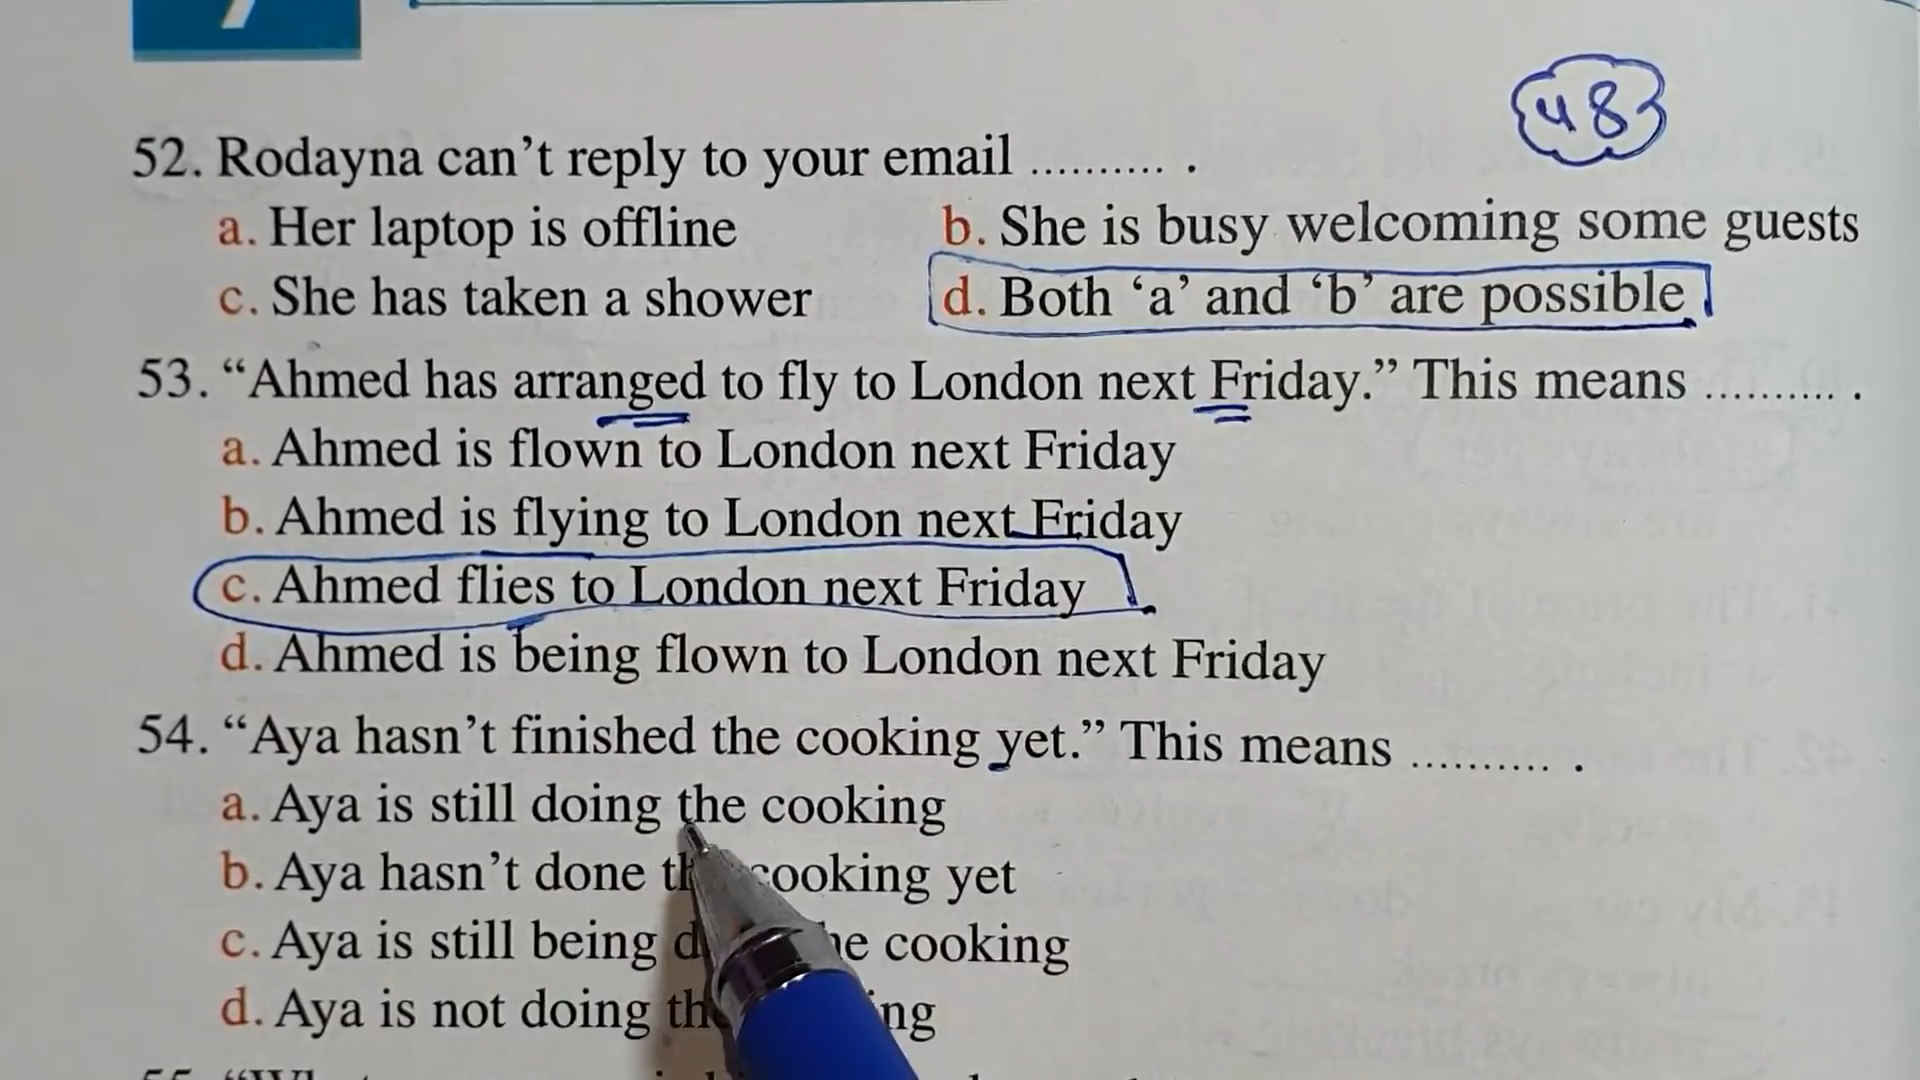 483
52. Rodayna can’t reply to your email .......... .
a. Her laptop is offline b. She is busy welcoming some guests
c. She has taken a shower d. Both ‘a’ and ‘b’ are possible
53. “Ahmed has arranged to fly to London next Friday.” This means .......... .
a. Ahmed is flown to London next Friday
b. Ahmed is flying to London next Friday
c. Ahmed flies to London next Friday
d. Ahmed is being flown to London next Friday
54. “Aya hasn’t finished the cooking yet.” This means .......... .
a. Aya is still doing the cooking
b. Aya hasn’t done cooking yet
c. Aya is still being cooking
d. Aya is not doing